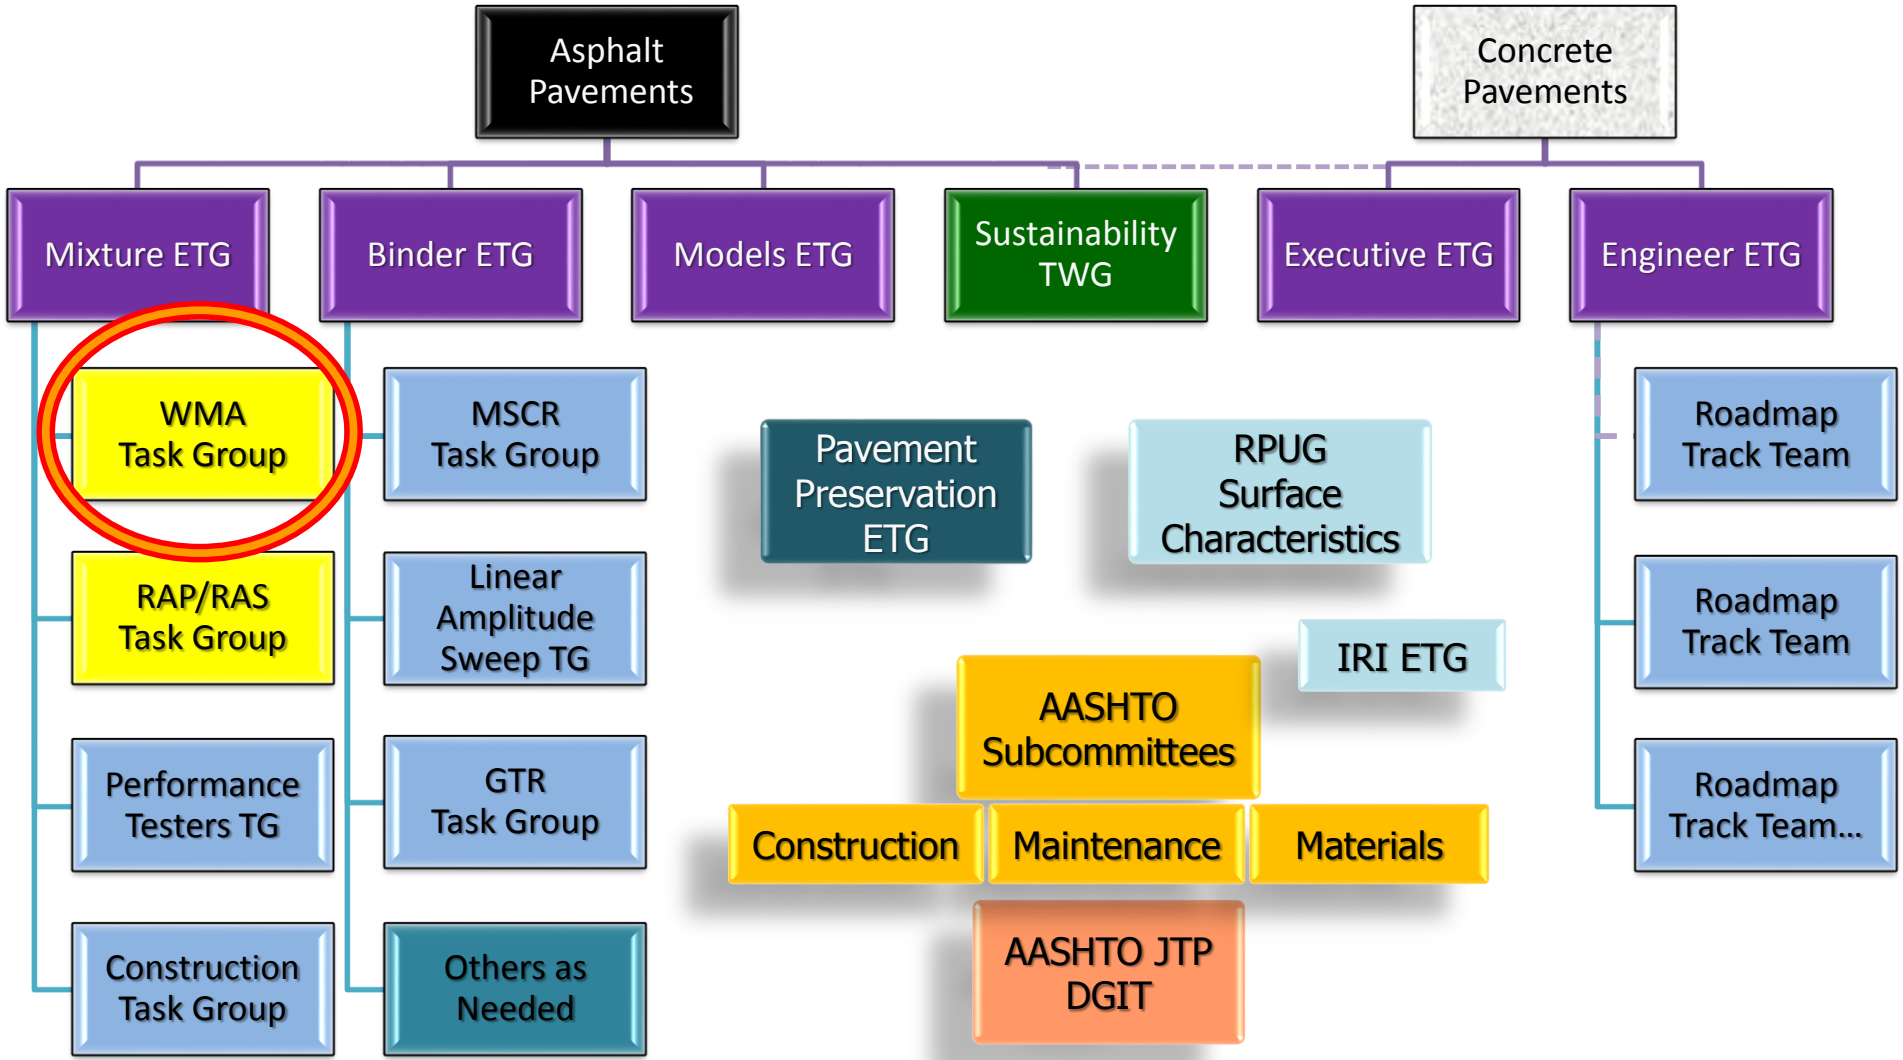 Asphalt
Pavements
Concrete
Pavements
Mixture ETG
Binder ETG
Models ETG
Sustainability
TWG
Executive ETG
Engineer ETG
WMA
Task Group
MSCR
Task Group
Pavement
Preservation
ETG
RPUG
Surface
Characteristics
Roadmap
Track Team
RAP/RAS
Task Group
Linear
Amplitude
Sweep TG
IRI ETG
Roadmap
Track Team
AASHTO
Subcommittees
Performance
Testers TG
GTR
Task Group
Construction
Maintenance
Materials
Roadmap
Track Team...
Construction
Task Group
Others as
Needed
AASHTO JTP
DGIT